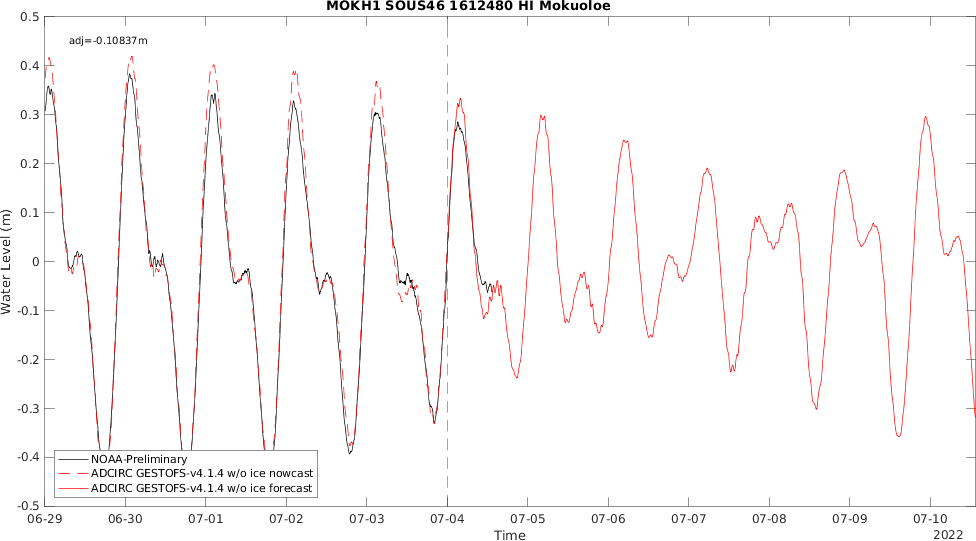 MOKH1 SOUS46 1612480 HI Mokuoloe
adj=-0.10837m
0.5
0.4
0.3
0.2
0.1
0
-0.1
-0.2
-0.3
-0.4
-0.5
Water Level (m)
NOAA-Preliminary
ADCIRC GESTOFS-v4.1.4 w/o ice nowcast
ADCIRC GESTOFS-v4.1.4 w/o ice forecast
06-29 06-30 07-01 07-02 07-03 07-04 07-05 07-06 07-07 07-08 07-09 07-10
Time
2022